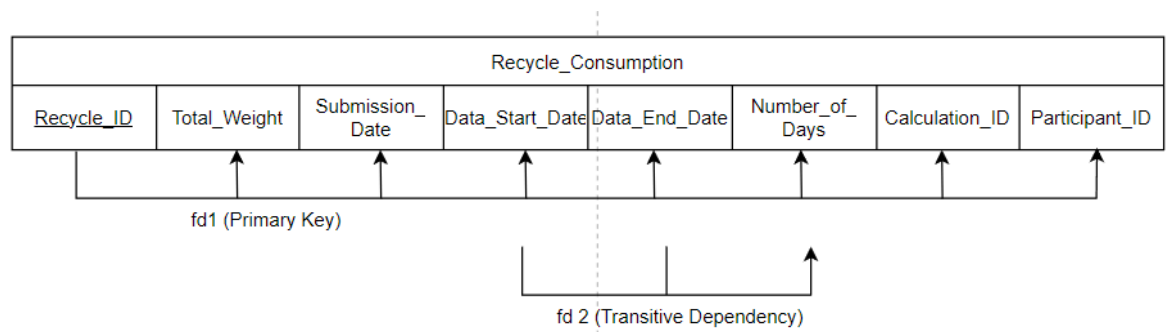 Recycle_Consumption
Recycle_ID
Total_Weight
Submission_
Date
Data_Start_Date
Data_End_Date
Number_of_
Days
Calculation_ID
Participant_ID
fd1 (Primary Key)
fd 2 (Transitive Dependency)